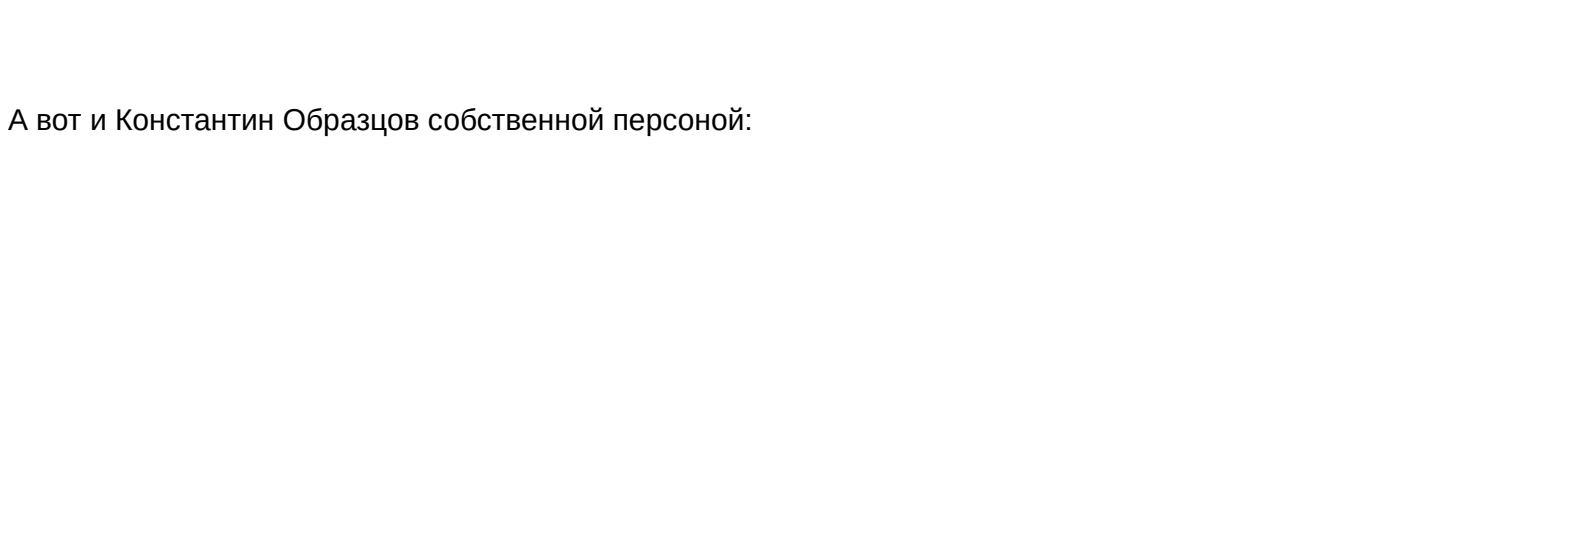 А вот и Константин Образцов собственной персоной: